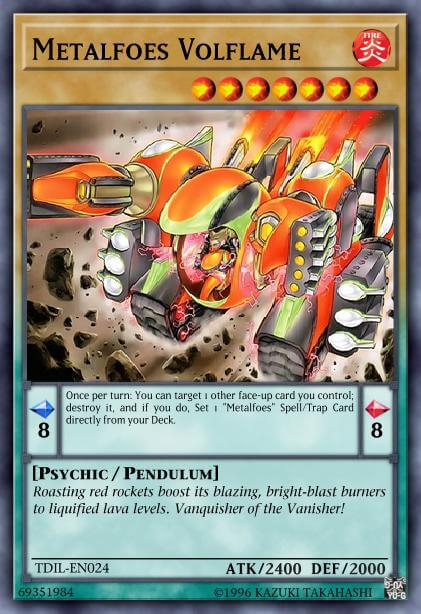 METALFOES VOLFLAME
FIRE
炎
Once per turn: You can target 1 other face-up card you control;
destroy it, and if you do, Set 1 "Metalfoes" Spell/Trap Card
directly from your Deck.
8
8
[PSYCHIC / PENDULUM]
Roasting red rockets boost its blazing, bright-blast burners
to liquified lava levels. Vanquisher of the Vanisher!
TDIL-EN024
ATK/2400 DEF/2000
69351984
©1996 KAZUKI TAKAHASHI